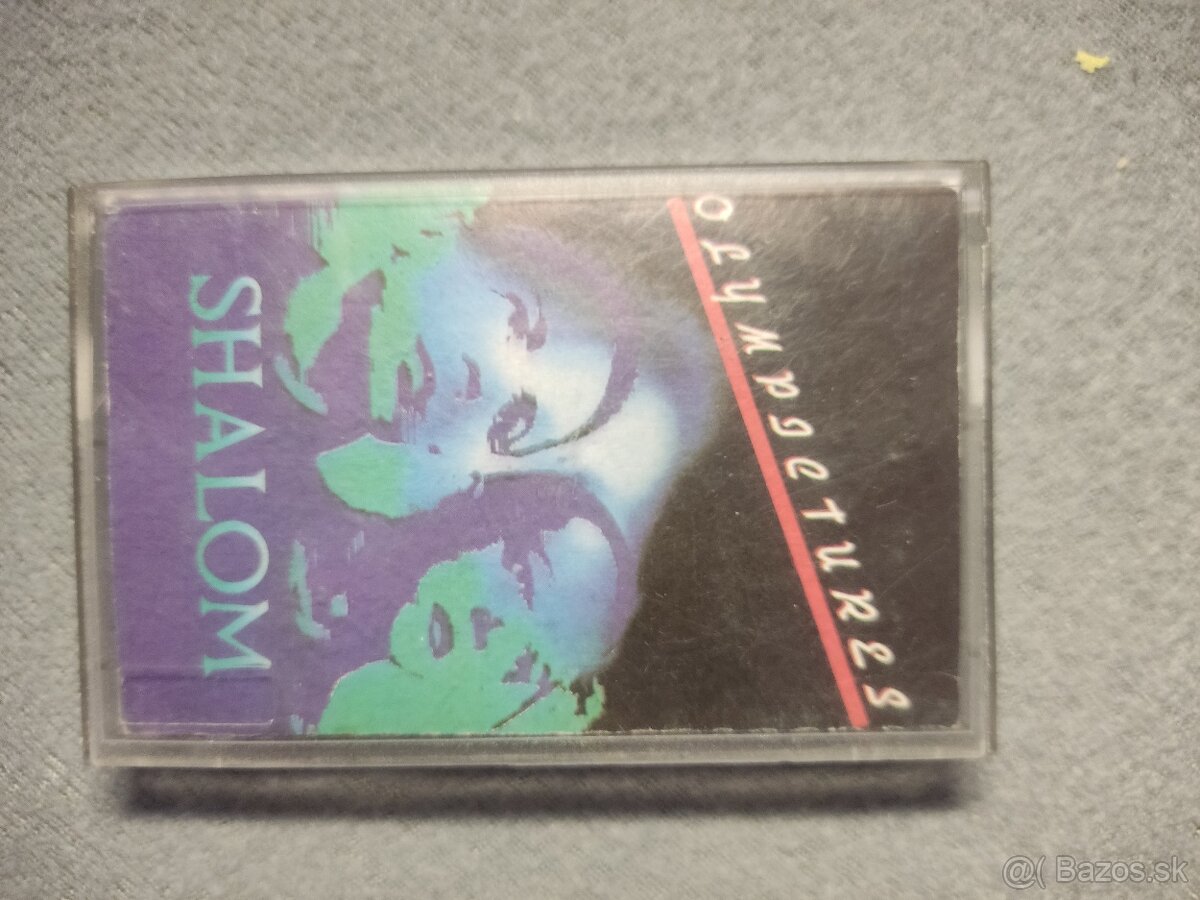 OLYMPICTURES
SHALOM
@( Bazos.sk